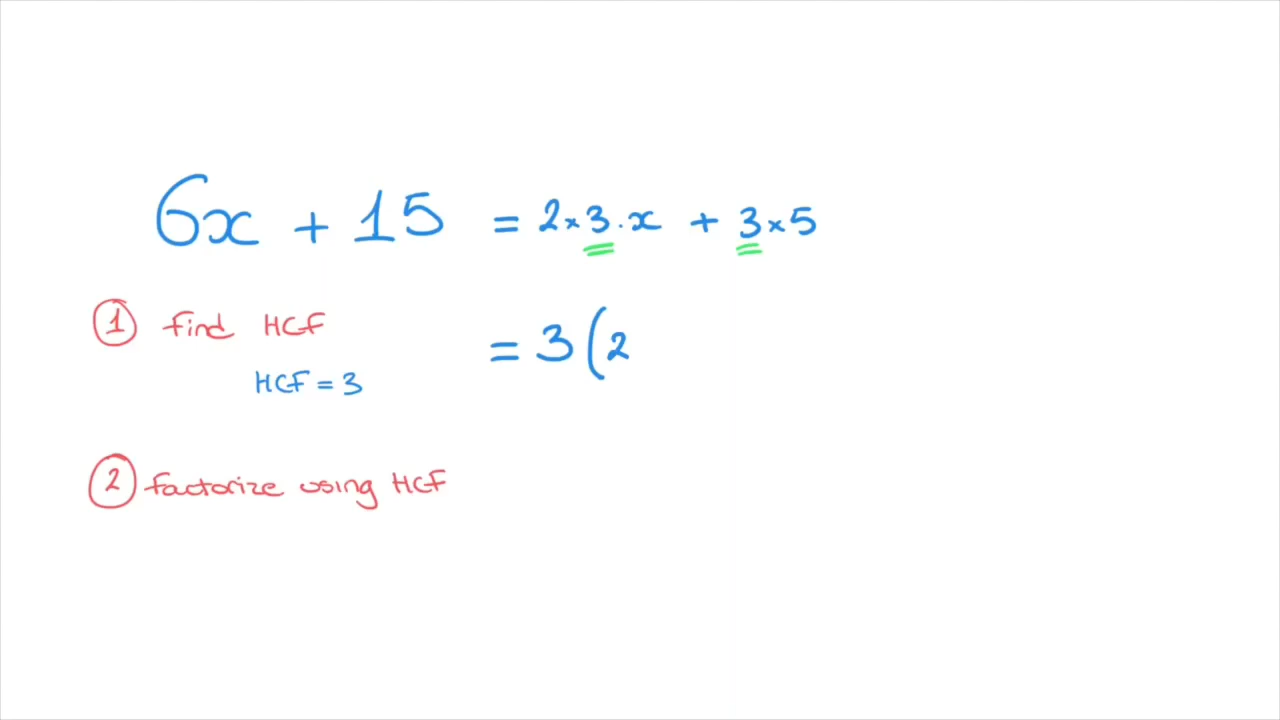 6x + 15 = 2×3·x + 3×5
① find HCF
= 3(2
HCF = 3
② factorize using HCF